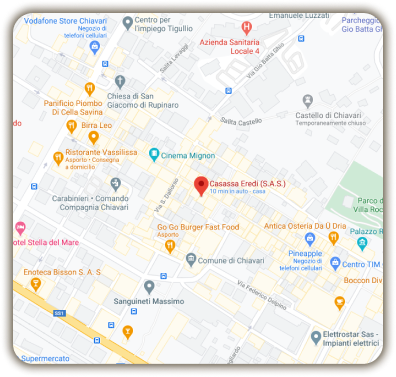 Vodafone Store Chiavari
Negozio di
telefoni cellulari
Centro per
l'impiego Tigullio
Emanuele Luzzati
Parcheggio
Gio Batta Gh
Azienda Sanitaria
Locale 4
Via Gio Batta Ghio
Salita Levaggi
Chiesa di San
Giacomo di Rupinaro
Panificio Piombo
Di Cella Savina
Castello di Chiavari
Temporaneamente chiuso
Salita Castello
Birra Leo
do
Ristorante Vassilissa
Asporto • Consegna
a domicilio
Cinema Mignon
Carabinieri - Comando
Compagnia Chiavari
Casassa Eredi (S.A.S.)
10 min in auto - casa
Parco d
Villa Rocc
Go Go Burger Fast Food
Asporto
Antica Osteria Da Ü Dria
Palazzo R
otel Stella del Mare
Pineapple
Negozio di
telefoni cellulari
Centro TIM
Comune di Chiavari
Enoteca Bisson S. A. S.
Boccon Div
Via Federico Delpino
Sanguineti Massimo
SS1
Elettrostar Sas -
Impianti elettrici
Supermercato